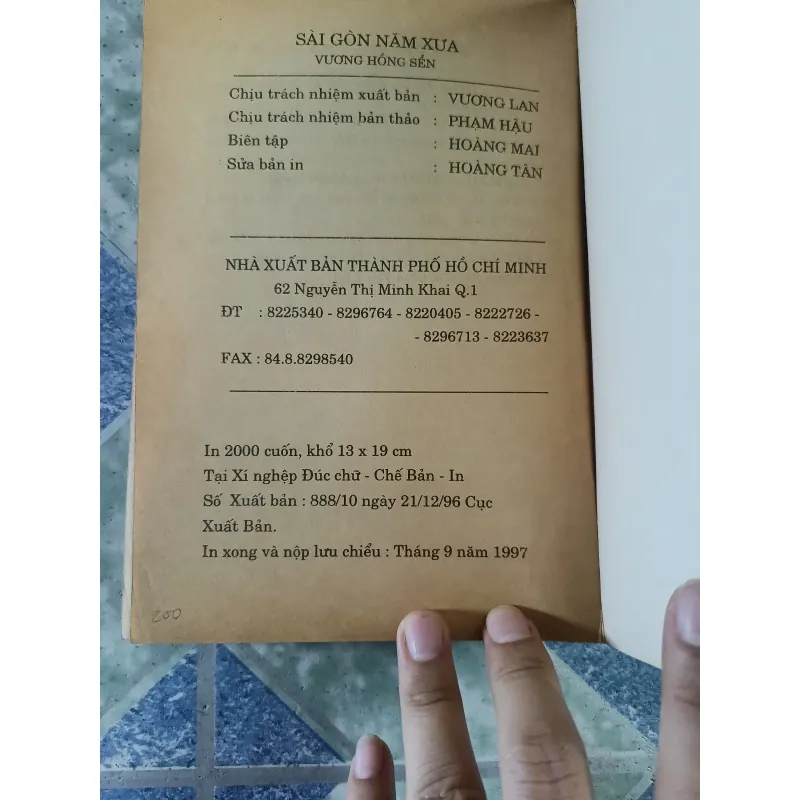 SÀI GÒN NĂM XƯA
VƯƠNG HỒNG SỂN
Chịu trách nhiệm xuất bản : VƯƠNG LAN
Chịu trách nhiệm bản thảo : PHẠM HẬU
Biên tập : HOÀNG MAI
Sửa bản in : HOÀNG TÂN
NHÀ XUẤT BẢN THÀNH PHỐ HỒ CHÍ MINH
62 Nguyễn Thị Minh Khai Q.1
ĐT : 8225340 - 8296764 - 8220405 - 8222726 -
- 8296713 - 8223637
FAX : 84.8.8298540
In 2000 cuốn, khổ 13 x 19 cm
Tại Xí nghệp Đúc chữ - Chế Bản - In
Số Xuất bản : 888/10 ngày 21/12/96 Cục
Xuất Bản.
In xong và nộp lưu chiểu : Tháng 9 năm 1997
200